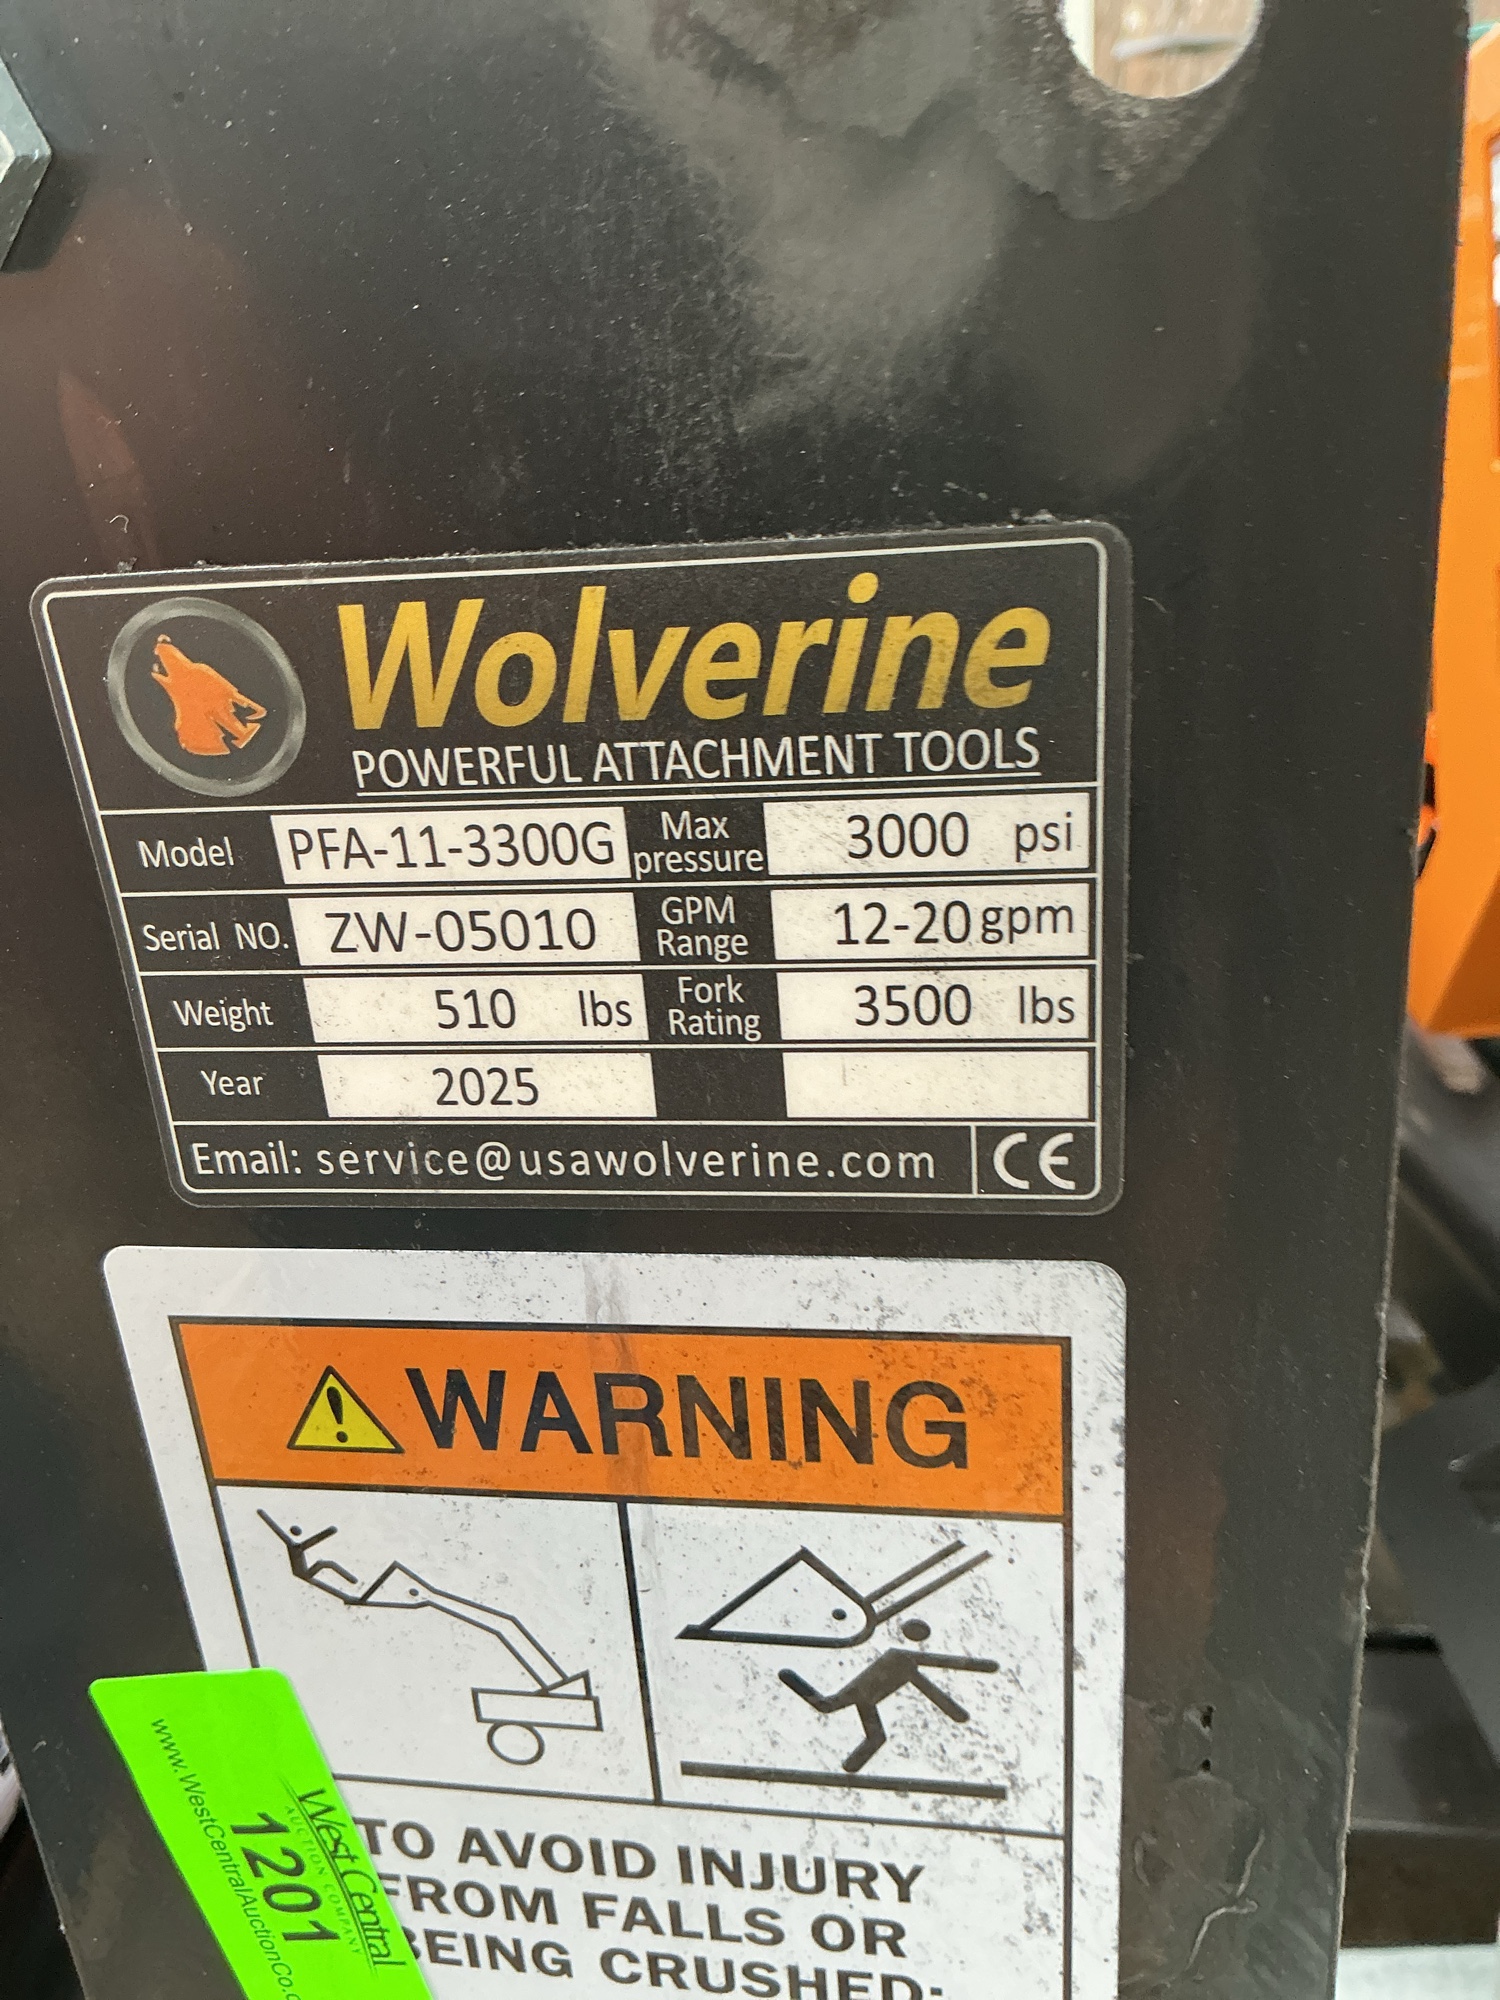 Wolverine
POWERFUL ATTACHMENT TOOLS
Model PFA-11-3300G Max pressure 3000 psi
Serial NO. ZW-05010 GPM Range 12-20 gpm
Weight 510 lbs Fork Rating 3500 lbs
Year 2025
Email: service@usawolverine.com CE
WARNING
TO AVOID INJURY
FROM FALLS OR
BEING CRUSHED:
West Central
AUCTION COMPANY
1201
www.WestCentralAuctionCo.c